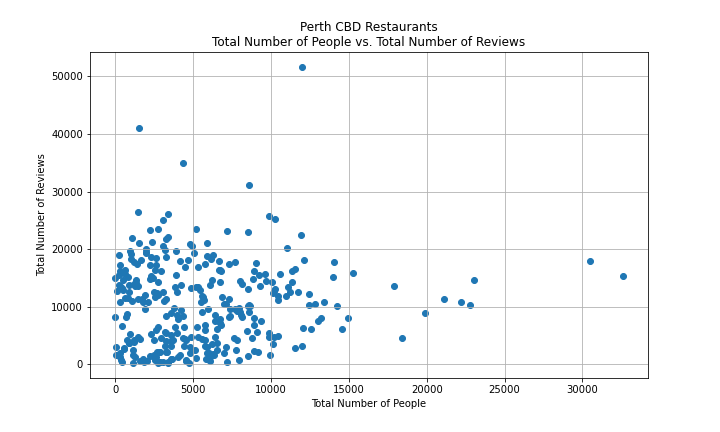 Perth CBD Restaurants
Total Number of People vs. Total Number of Reviews
50000
40000
30000
20000
10000
0
Total Number of Reviews
0 5000 10000 15000 20000 25000 30000
Total Number of People